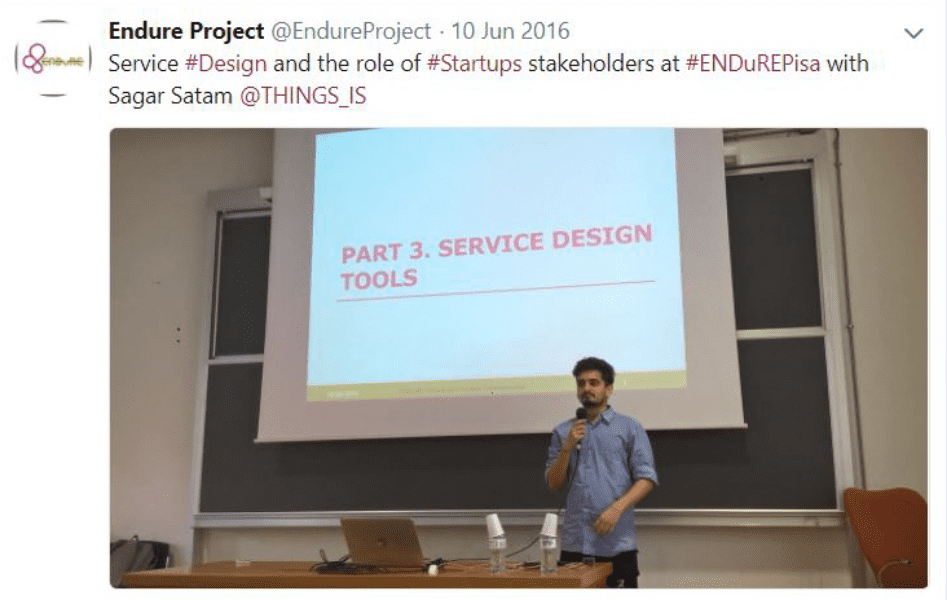 Endure Project @EndureProject · 10 Jun 2016
ENDURE
Service #Design and the role of #Startups stakeholders at #ENDuREPisa with
Sagar Satam @THINGS_IS
PART 3. SERVICE DESIGN
TOOLS